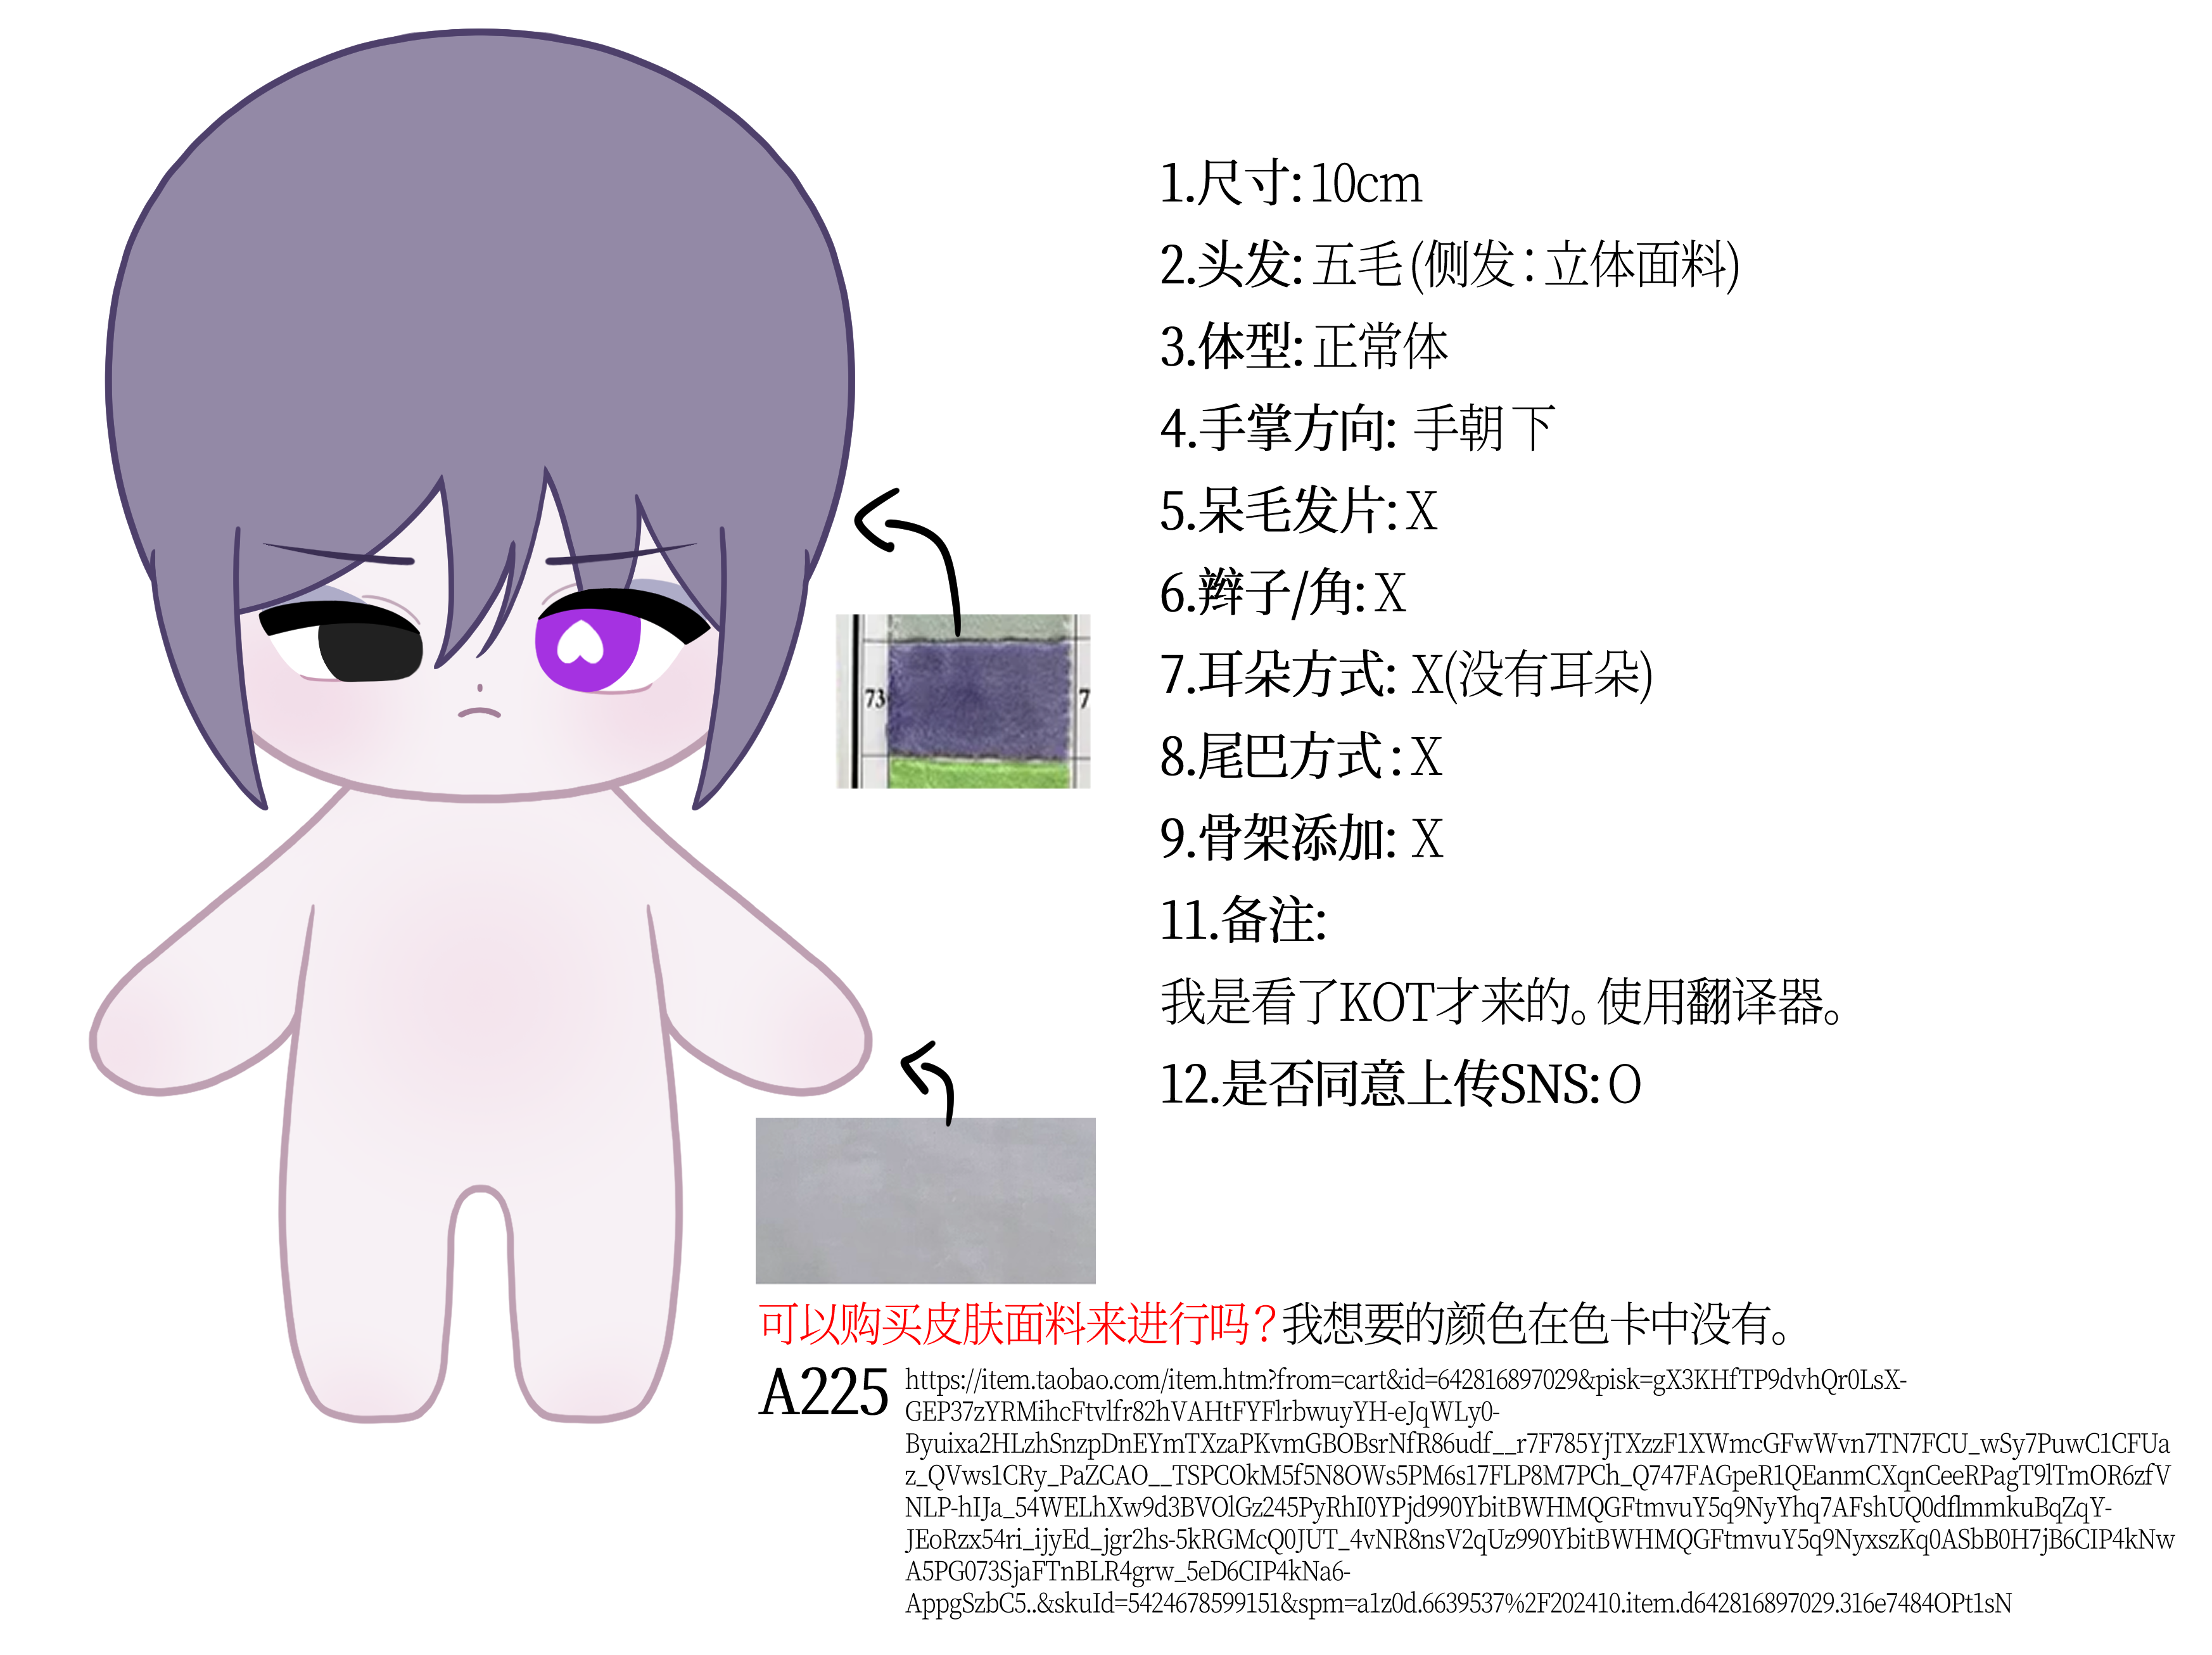 1.尺寸: 10cm
2.头发: 五毛 (侧发 : 立体面料)
3.体型: 正常体
4.手掌方向: 手朝下
5.呆毛发片: X
6.辫子/角: X
7.耳朵方式: X(没有耳朵)
8.尾巴方式 : X
9.骨架添加: X
11.备注:
我是看了KOT才来的。使用翻译器。
12.是否同意上传SNS: O
73
7
可以购买皮肤面料来进行吗？我想要的颜色在色卡中没有。
A225
https://item.taobao.com/item.htm?from=cart&id=642816897029&pisk=gX3KHfTP9dvhQr0LsX-
GEP37zYRMihcFtvlfr82hVAHtFYFlrbwuyYH-eJqWLy0-
Byuixa2HLzhSnzpDnEYmTXzaPKvmGBOBsrNfR86udf__r7F785YjTXzzF1XWmcGFwWvn7TN7FCU_wSy7PuwC1CFUa
z_QVws1CRy_PaZCAO__TSPCOkM5f5N8OWs5PM6s17FLP8M7PCh_Q747FAGpeR1QEanmCXqnCeeRPagT9lTmOR6zfV
NLP-hIJa_54WELhXw9d3BVOlGz245PyRhI0YPjd990YbitBWHMQGFtmvuY5q9NyYhq7AFshUQ0dflmmkuBqZqY-
JEoRzx54ri_ijyEd_jgr2hs-5kRGMcQ0JUT_4vNR8nsV2qUz990YbitBWHMQGFtmvuY5q9NyxszKq0ASbB0H7jB6CIP4kNw
A5PG073SjaFTnBLR4grw_5eD6CIP4kNa6-
AppgSzbC5..&skuId=5424678599151&spm=a1z0d.6639537%2F202410.item.d642816897029.316e7484OPt1sN